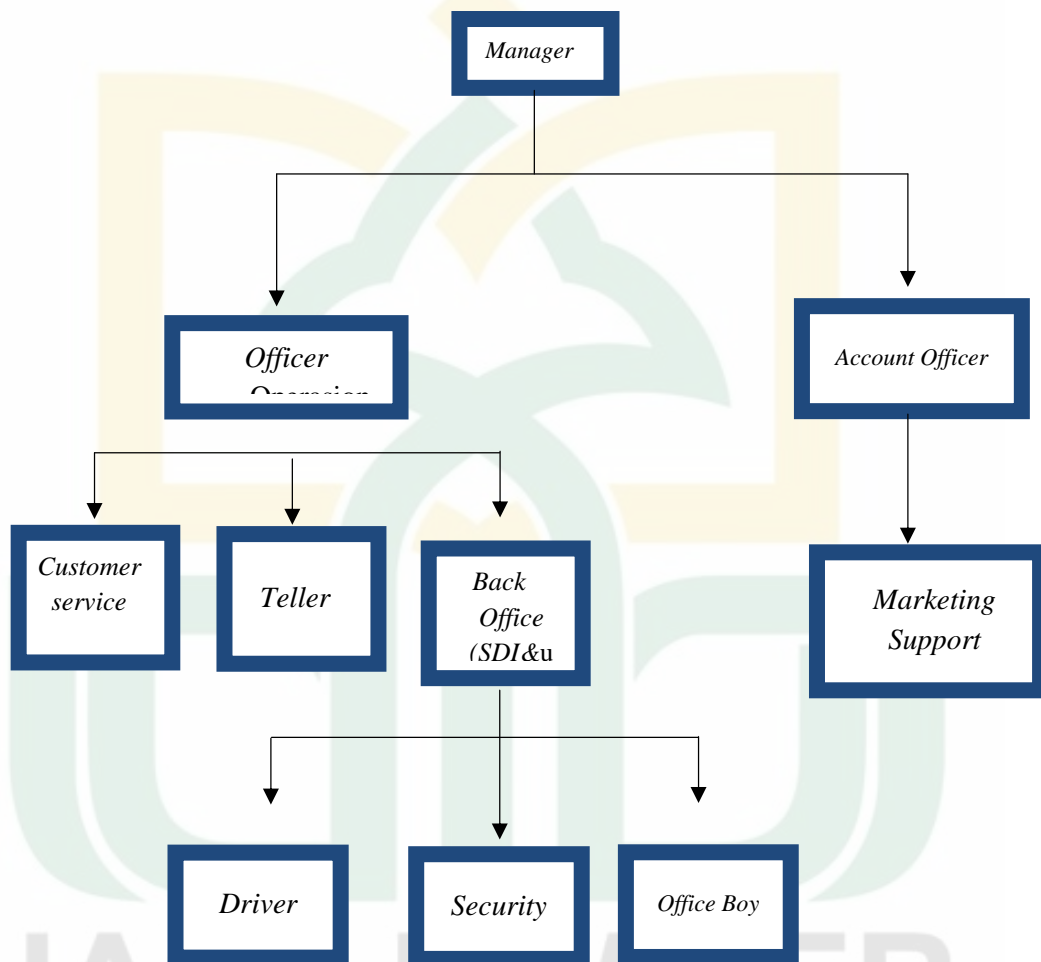 Manager
Officer
Account Officer
Customer
service
Teller
Back
Office
(SDI&u
Marketing
Support
Driver
Security
Office Boy